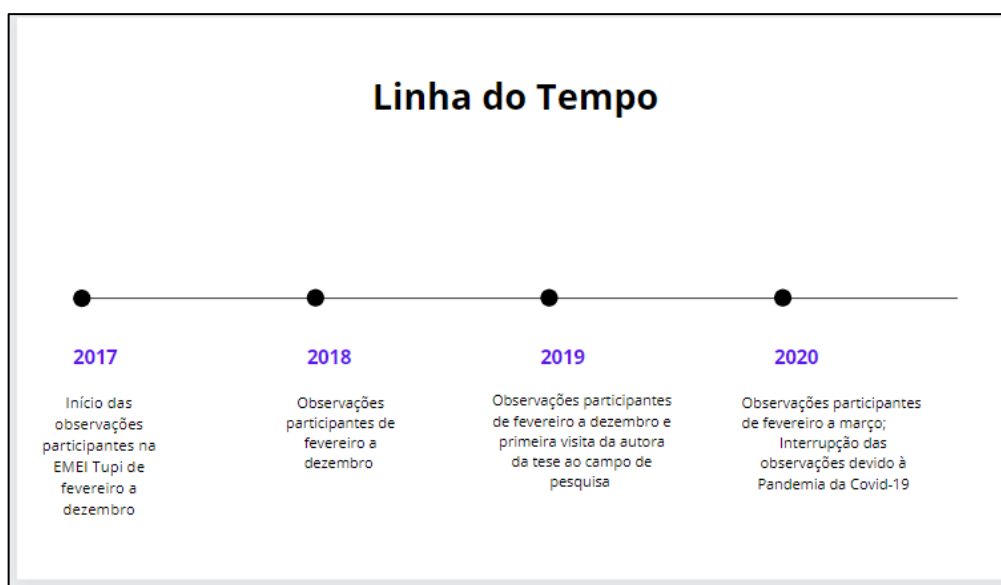 Linha do Tempo
2017
Início das
observações
participantes na
EMEI Tupi de
fevereiro a
dezembro
2018
Observações
participantes de
fevereiro a
dezembro
2019
Observações participantes
de fevereiro a dezembro e
primeira visita da autora
da tese ao campo de
pesquisa
2020
Observações participantes
de fevereiro a março;
Interrupção das
observações devido à
Pandemia da Covid-19